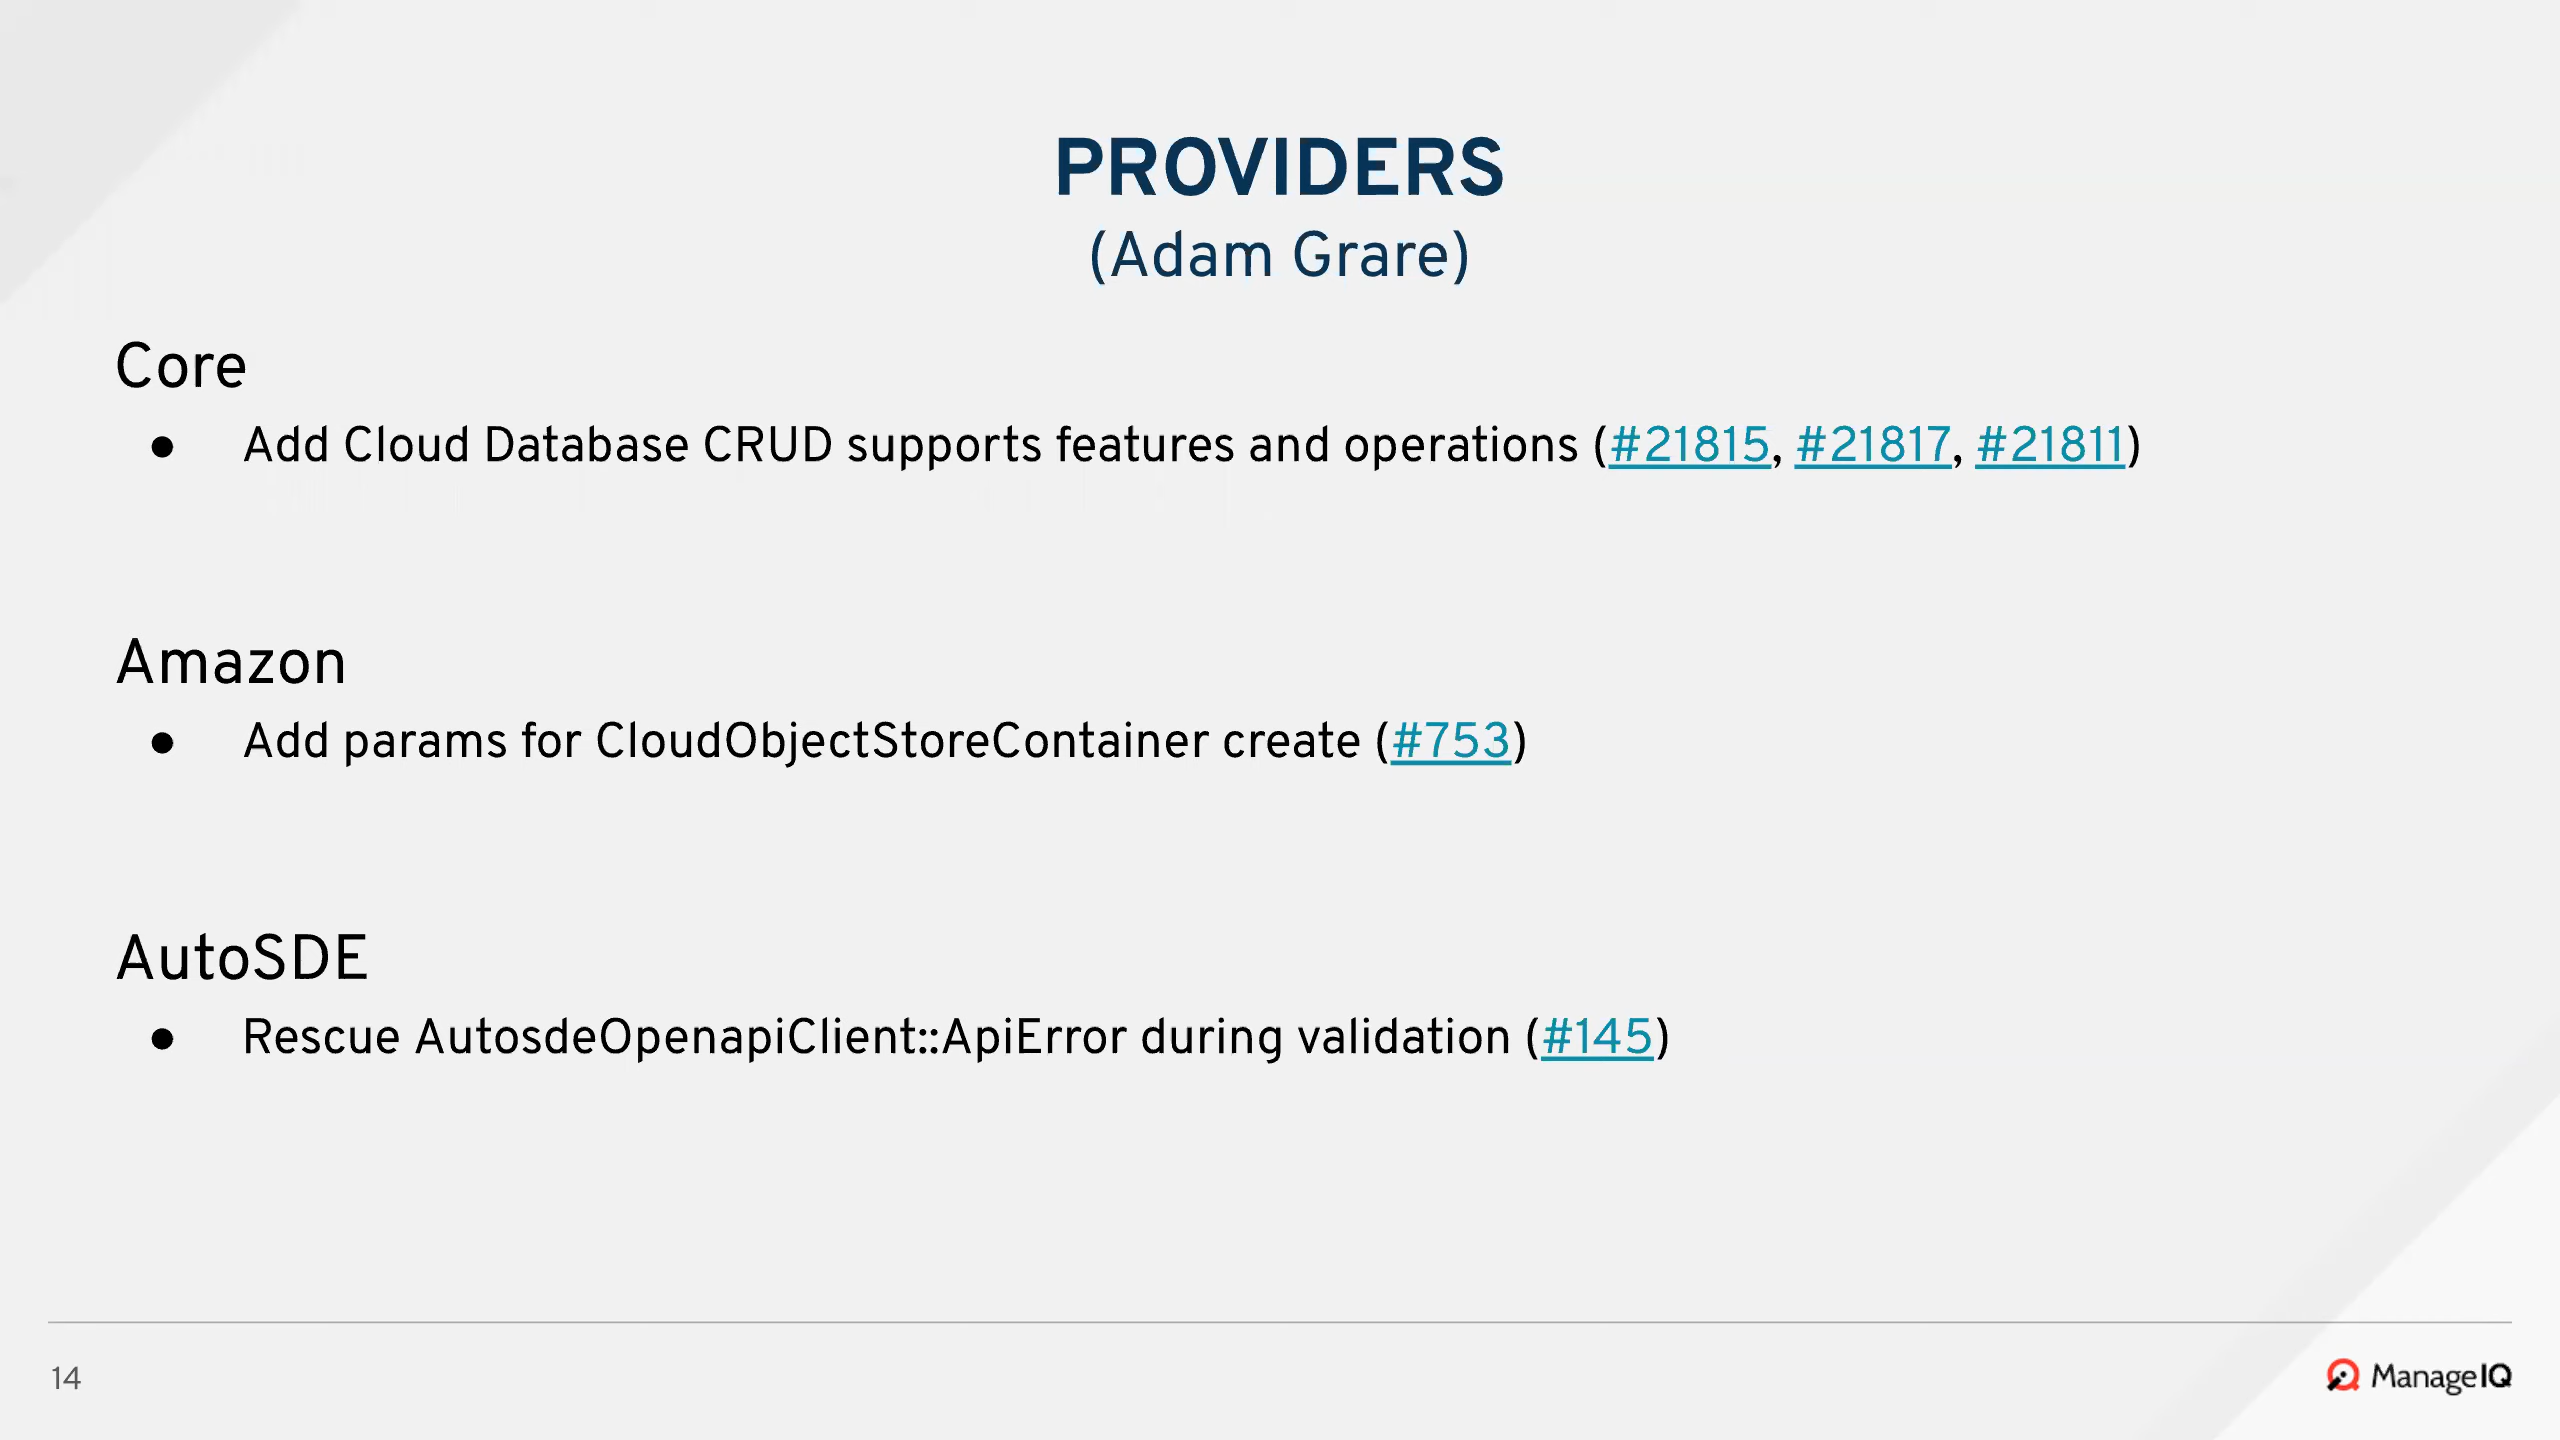 PROVIDERS
(Adam Grare)
Core
● Add Cloud Database CRUD supports features and operations (#21815, #21817, #21811)
Amazon
● Add params for CloudObjectStoreContainer create (#753)
AutoSDE
● Rescue AutosdeOpenapiClient::ApiError during validation (#145)
14
ManageIQ